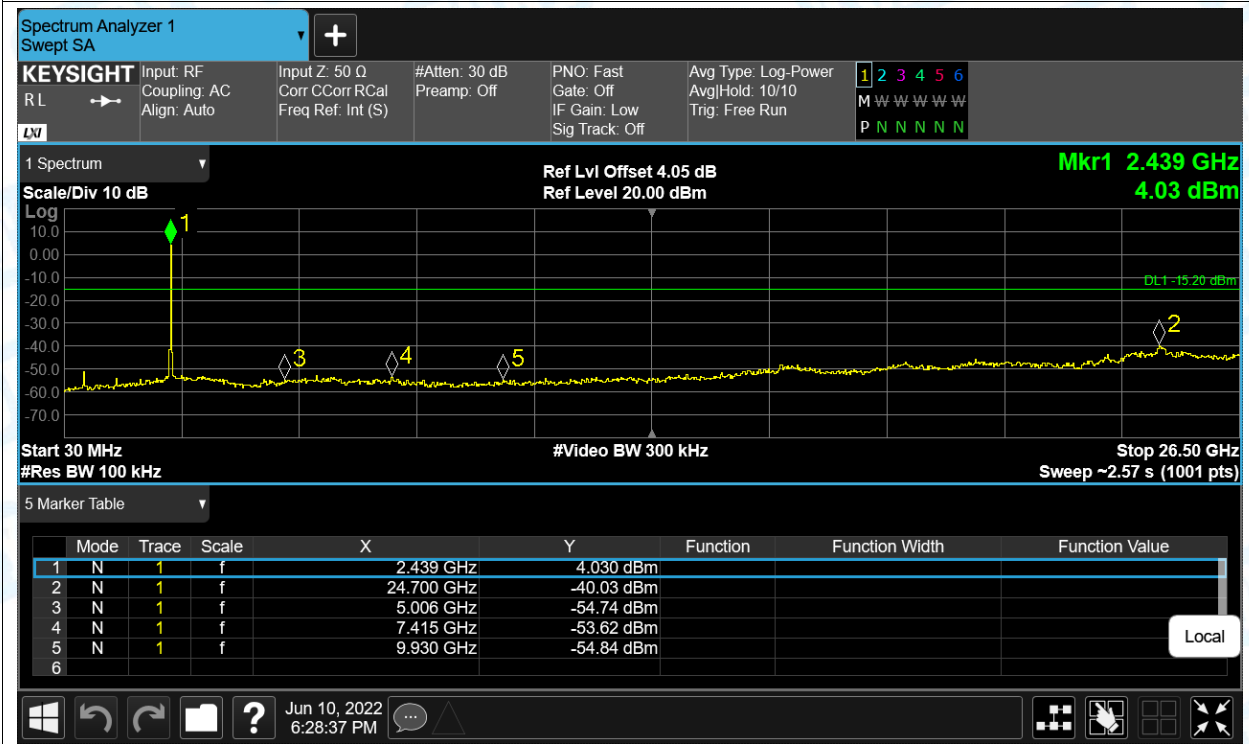 Spectrum Analyzer 1
Swept SA
KEYSIGHT
R L
LXI
Input: RF
Coupling: AC
Align: Auto
Input Z: 50 Ω
Corr CCorr RCal
Freq Ref: Int (S)
#Atten: 30 dB
Preamp: Off
PNO: Fast
Gate: Off
IF Gain: Low
Sig Track: Off
Avg Type: Log-Power
Avg|Hold: 10/10
Trig: Free Run
1 2 3 4 5 6
M W W W W W
P N N N N N
1 Spectrum
Scale/Div 10 dB
Ref Lvl Offset 4.05 dB
Ref Level 20.00 dBm
Mkr1 2.439 GHz
4.03 dBm
Log
10.0
0.00
-10.0
-20.0
-30.0
-40.0
-50.0
-60.0
-70.0
1
DL1 -15.20 dBm
2
3
4
5
Start 30 MHz
#Video BW 300 kHz
Stop 26.50 GHz
#Res BW 100 kHz
Sweep ~2.57 s (1001 pts)
5 Marker Table
Mode Trace Scale X Y Function Function Width Function Value
1 N 1 f 2.439 GHz 4.030 dBm
2 N 1 f 24.700 GHz -40.03 dBm
3 N 1 f 5.006 GHz -54.74 dBm
4 N 1 f 7.415 GHz -53.62 dBm
5 N 1 f 9.930 GHz -54.84 dBm
6
Local
?
Jun 10, 2022
6:28:37 PM